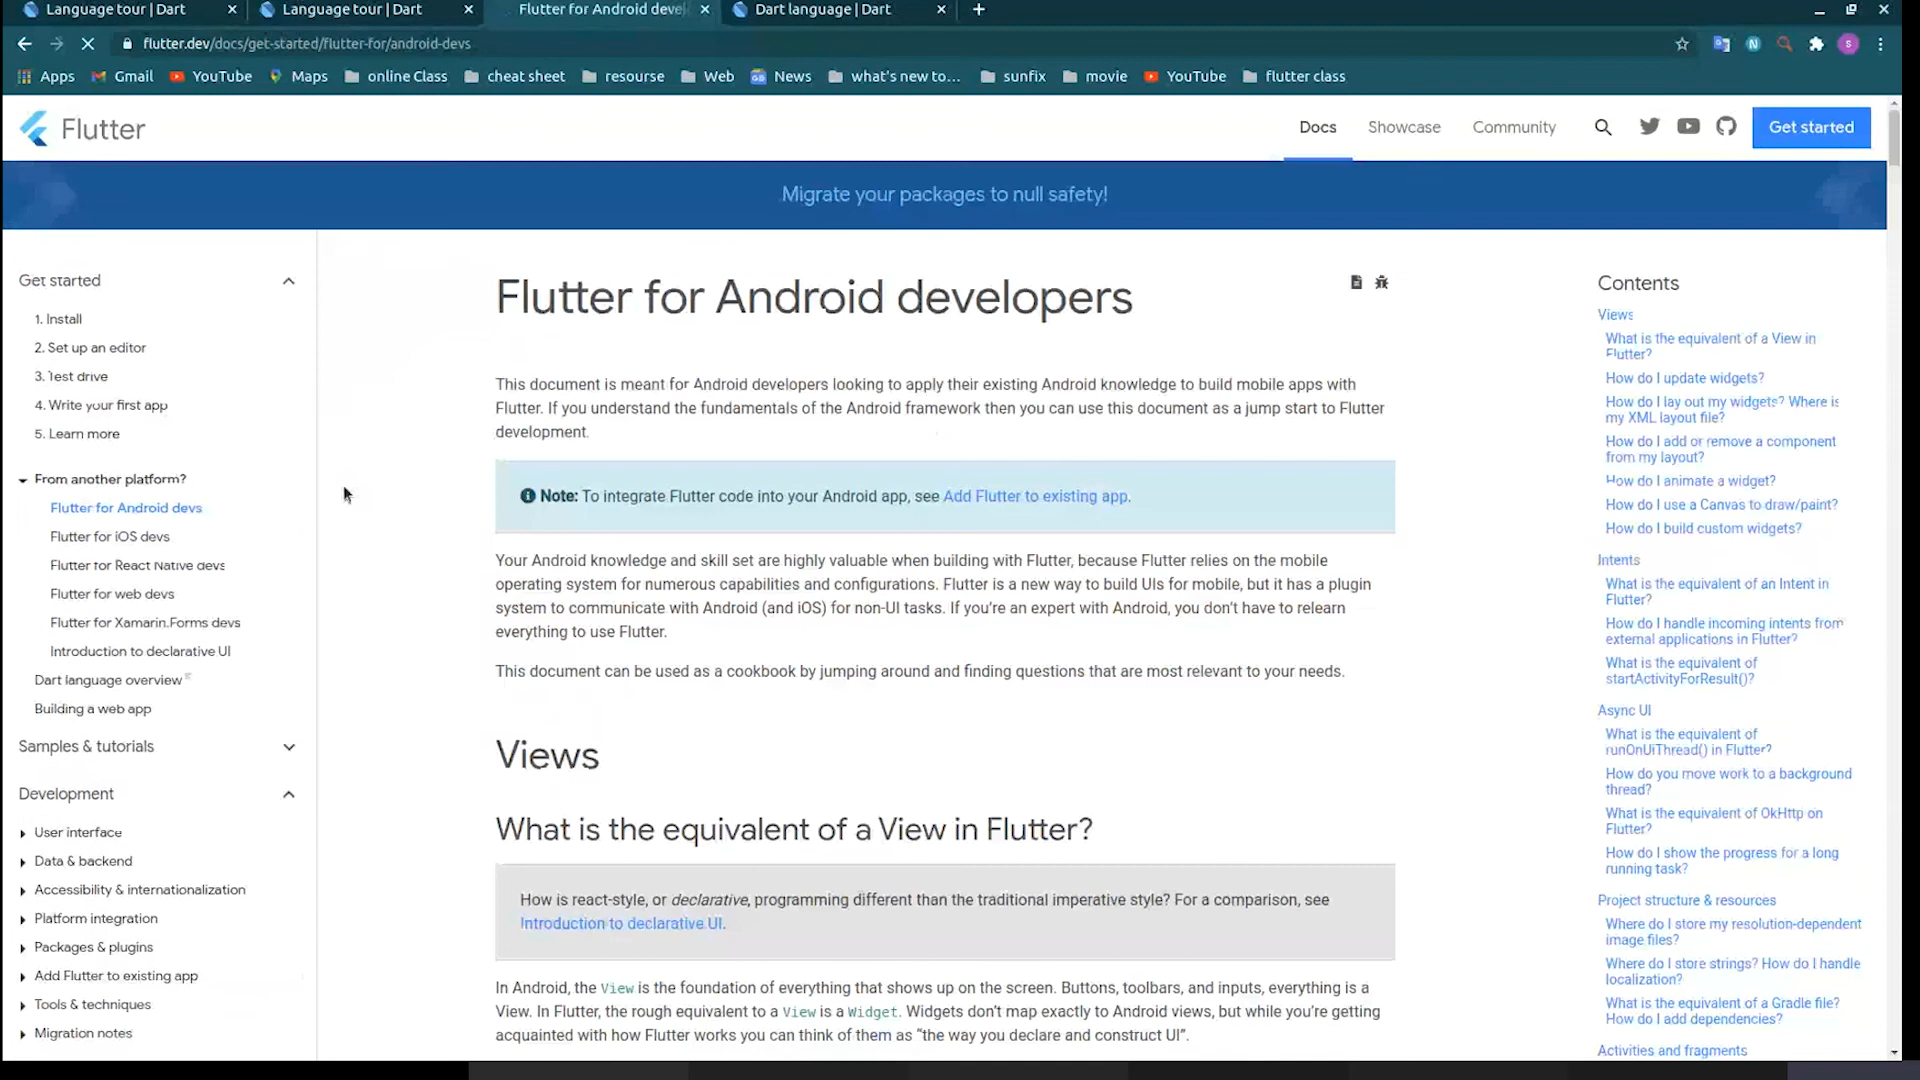 Language tour | Dart
Language tour | Dart
Flutter for Android devel
Dart language | Dart
flutter.dev/docs/get-started/flutter-for/android-devs
Apps
Gmail
YouTube
Maps
online Class
cheat sheet
resourse
Web
News
what's new to...
sunfix
movie
YouTube
flutter class
Flutter
Docs
Showcase
Community
Get started
Migrate your packages to null safety!
Get started
1. Install
2. Set up an editor
3. Test drive
4. Write your first app
5. Learn more
From another platform?
Flutter for Android devs
Flutter for iOS devs
Flutter for React Native devs
Flutter for web devs
Flutter for Xamarin.Forms devs
Introduction to declarative UI
Dart language overview
Building a web app
Samples & tutorials
Development
User interface
Data & backend
Accessibility & internationalization
Platform integration
Packages & plugins
Add Flutter to existing app
Tools & techniques
Migration notes
Flutter for Android developers
This document is meant for Android developers looking to apply their existing Android knowledge to build mobile apps with
Flutter. If you understand the fundamentals of the Android framework then you can use this document as a jump start to Flutter
development.
Note: To integrate Flutter code into your Android app, see Add Flutter to existing app.
Your Android knowledge and skill set are highly valuable when building with Flutter, because Flutter relies on the mobile
operating system for numerous capabilities and configurations. Flutter is a new way to build UIs for mobile, but it has a plugin
system to communicate with Android (and iOS) for non-UI tasks. If you're an expert with Android, you don't have to relearn
everything to use Flutter.
This document can be used as a cookbook by jumping around and finding questions that are most relevant to your needs.
Views
What is the equivalent of a View in Flutter?
How is react-style, or declarative, programming different than the traditional imperative style? For a comparison, see
Introduction to declarative UI.
In Android, the View is the foundation of everything that shows up on the screen. Buttons, toolbars, and inputs, everything is a
View. In Flutter, the rough equivalent to a View is a Widget. Widgets don't map exactly to Android views, but while you're getting
acquainted with how Flutter works you can think of them as “the way you declare and construct UI”.
Contents
Views
What is the equivalent of a View in
Flutter?
How do I update widgets?
How do I lay out my widgets? Where is
my XML layout file?
How do I add or remove a component
from my layout?
How do I animate a widget?
How do I use a Canvas to draw/paint?
How do I build custom widgets?
Intents
What is the equivalent of an Intent in
Flutter?
How do I handle incoming intents from
external applications in Flutter?
What is the equivalent of
startActivityForResult()?
Async UI
What is the equivalent of
runOnUiThread() in Flutter?
How do you move work to a background
thread?
What is the equivalent of OkHttp on
Flutter?
How do I show the progress for a long
running task?
Project structure & resources
Where do I store my resolution-dependent
image files?
Where do I store strings? How do I handle
localization?
What is the equivalent of a Gradle file?
How do I add dependencies?
Activities and fragments